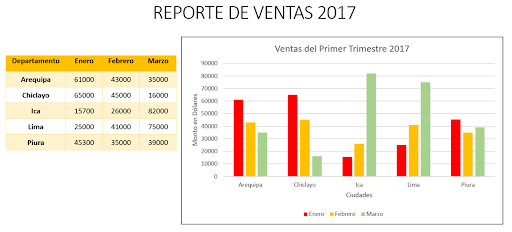 REPORTE DE VENTAS 2017
Departamento Enero Febrero Marzo
Arequipa 61000 43000 35000
Chiclayo 65000 45000 16000
Ica 15700 26000 82000
Lima 25000 41000 75000
Piura 45300 35000 39000
Ventas del Primer Trimestre 2017
Monto en Dólares
90000
80000
70000
60000
50000
40000
30000
20000
10000
0
Arequipa Chiclayo Ica Lima Piura
Ciudades
Enero Febrero Marzo